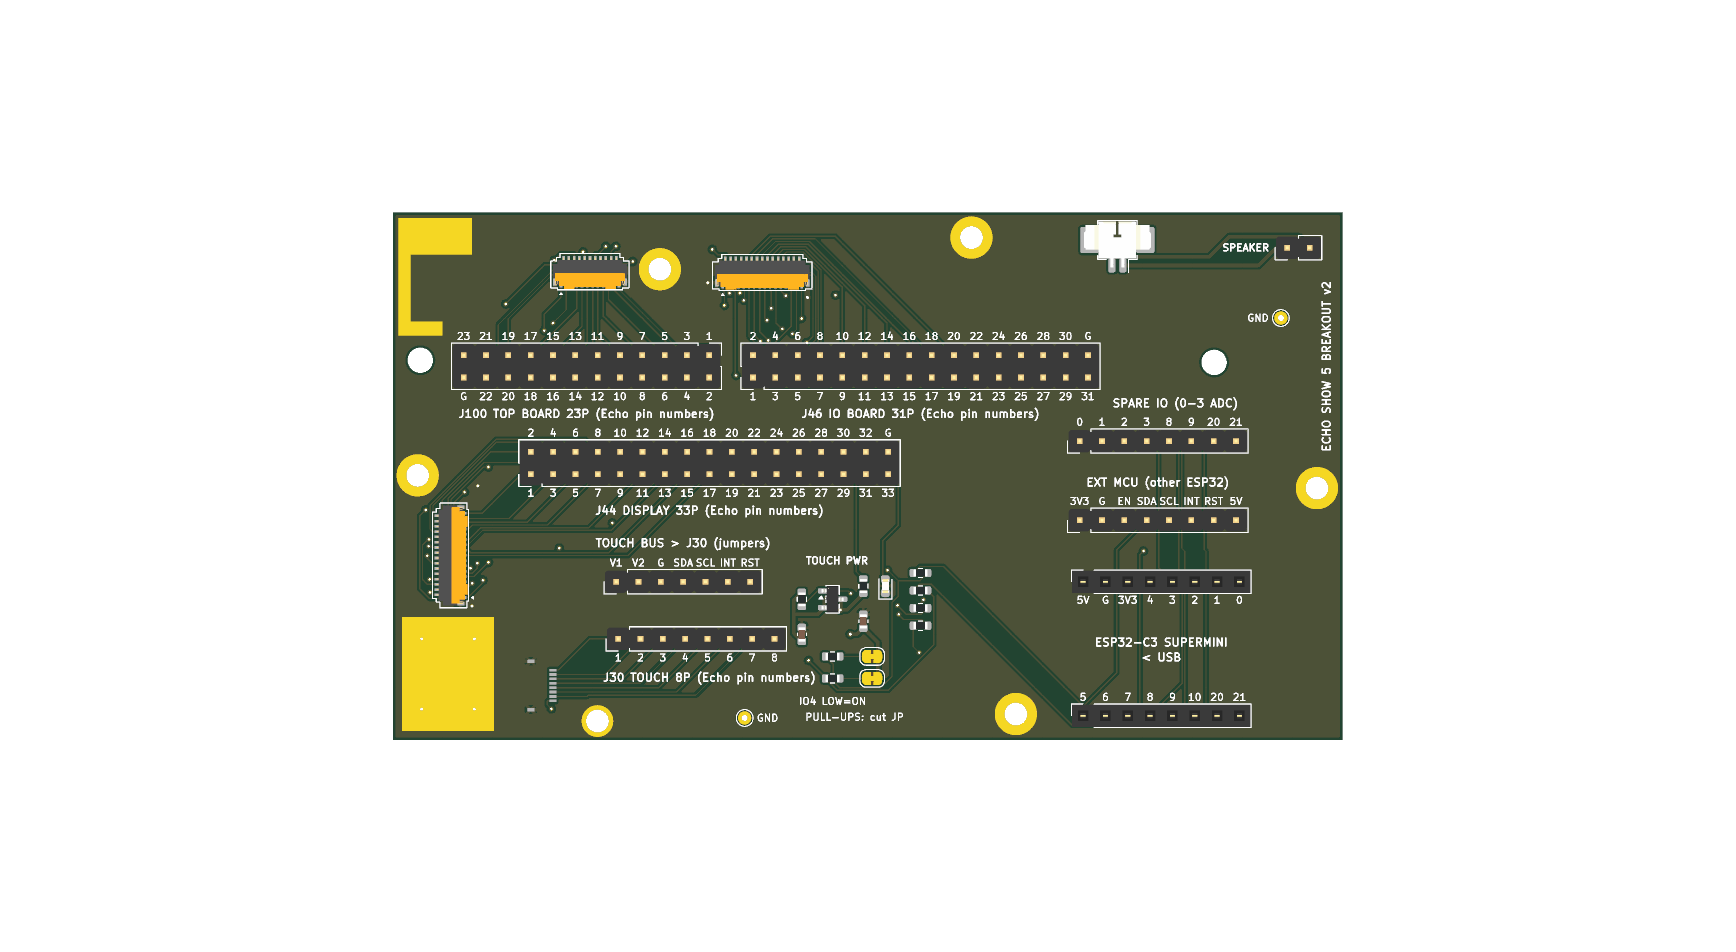 SPEAKER
ECHO SHOW 5 BREAKOUT v2
GND
23 21 19 17 15 13 11 9 7 5 3 1
2 4 6 8 10 12 14 16 18 20 22 24 26 28 30 G
G 22 20 18 16 14 12 10 8 6 4 2
1 3 5 7 9 11 13 15 17 19 21 23 25 27 29 31
J100 TOP BOARD 23P (Echo pin numbers)
J46 IO BOARD 31P (Echo pin numbers)
SPARE IO (0-3 ADC)
0 1 2 3 8 9 20 21
2 4 6 8 10 12 14 16 18 20 22 24 26 28 30 32 G
1 3 5 7 9 11 13 15 17 19 21 23 25 27 29 31 33
J44 DISPLAY 33P (Echo pin numbers)
EXT MCU (other ESP32)
3V3 G EN SDA SCL INT RST 5V
TOUCH BUS > J30 (jumpers)
V1 V2 G SDA SCL INT RST
TOUCH PWR
5V G 3V3 4 3 2 1 0
ESP32-C3 SUPERMINI
< USB
1 2 3 4 5 6 7 8
J30 TOUCH 8P (Echo pin numbers)
5 6 7 8 9 10 20 21
IO4 LOW=ON
PULL-UPS: cut JP
GND